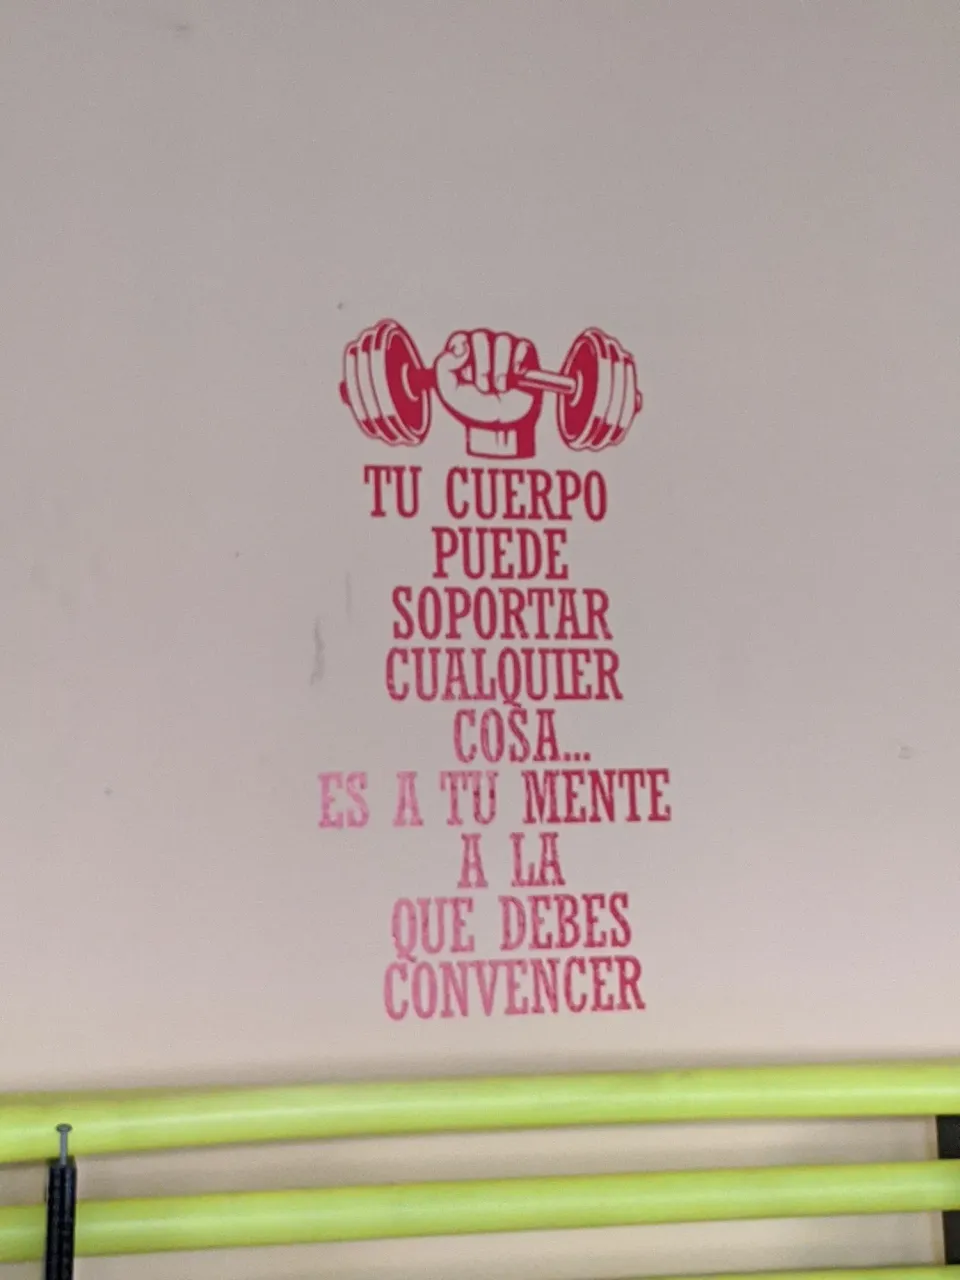 TU CUERPO
PUEDE
SOPORTAR
CUALQUIER
COSA...
ES A TU MENTE
A LA
QUE DEBES
CONVENCER